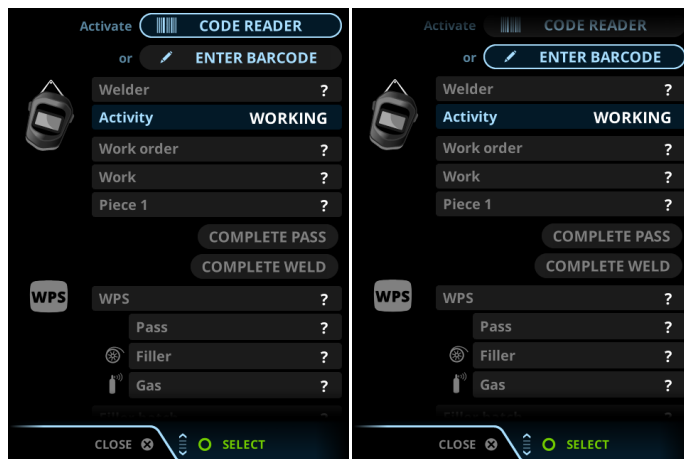 Activate CODE READER
or ENTER BARCODE
Welder ?
Activity WORKING
Work order ?
Work ?
Piece 1 ?
COMPLETE PASS
COMPLETE WELD
WPS WPS ?
Pass ?
Filler ?
Gas ?
CLOSE SELECT
Activate CODE READER
or ENTER BARCODE
Welder ?
Activity WORKING
Work order ?
Work ?
Piece 1 ?
COMPLETE PASS
COMPLETE WELD
WPS WPS ?
Pass ?
Filler ?
Gas ?
CLOSE SELECT